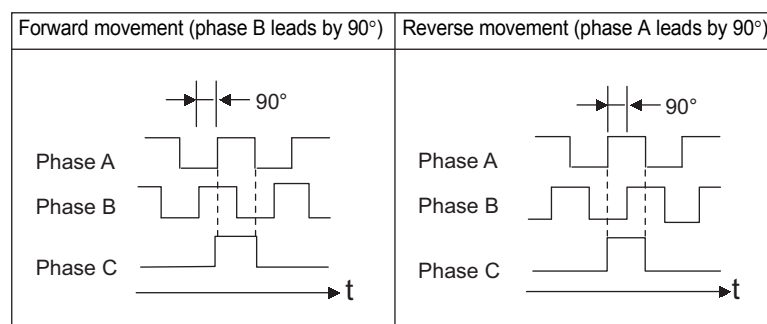 Forward movement (phase B leads by 90°)
90°
Phase A
Phase B
Phase C
t
Reverse movement (phase A leads by 90°)
90°
Phase A
Phase B
Phase C
t